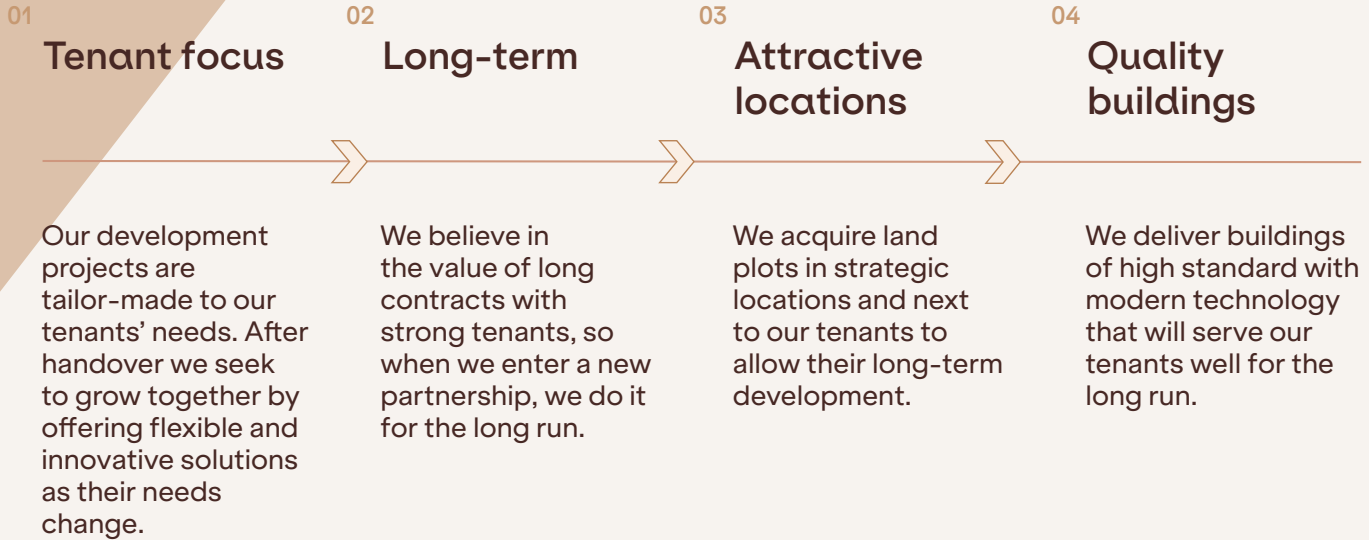 01
Tenant focus
Our development
projects are
tailor-made to our
tenants’ needs. After
handover we seek
to grow together by
offering flexible and
innovative solutions
as their needs
change.
02
Long-term
We believe in
the value of long
contracts with
strong tenants, so
when we enter a new
partnership, we do it
for the long run.
03
Attractive
locations
We acquire land
plots in strategic
locations and next
to our tenants to
allow their long-term
development.
04
Quality
buildings
We deliver buildings
of high standard with
modern technology
that will serve our
tenants well for the
long run.